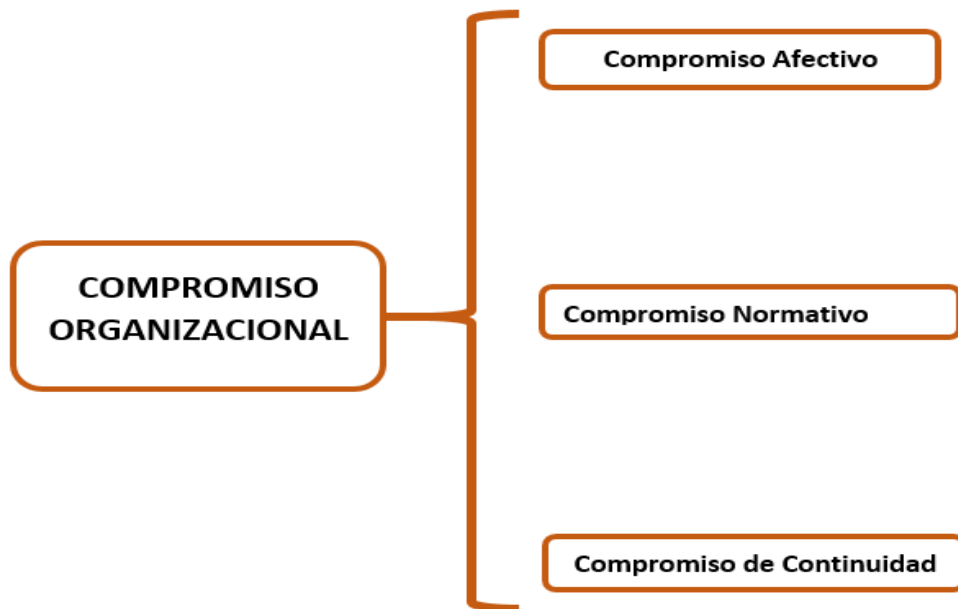 Compromiso Afectivo
COMPROMISO
ORGANIZACIONAL
Compromiso Normativo
Compromiso de Continuidad